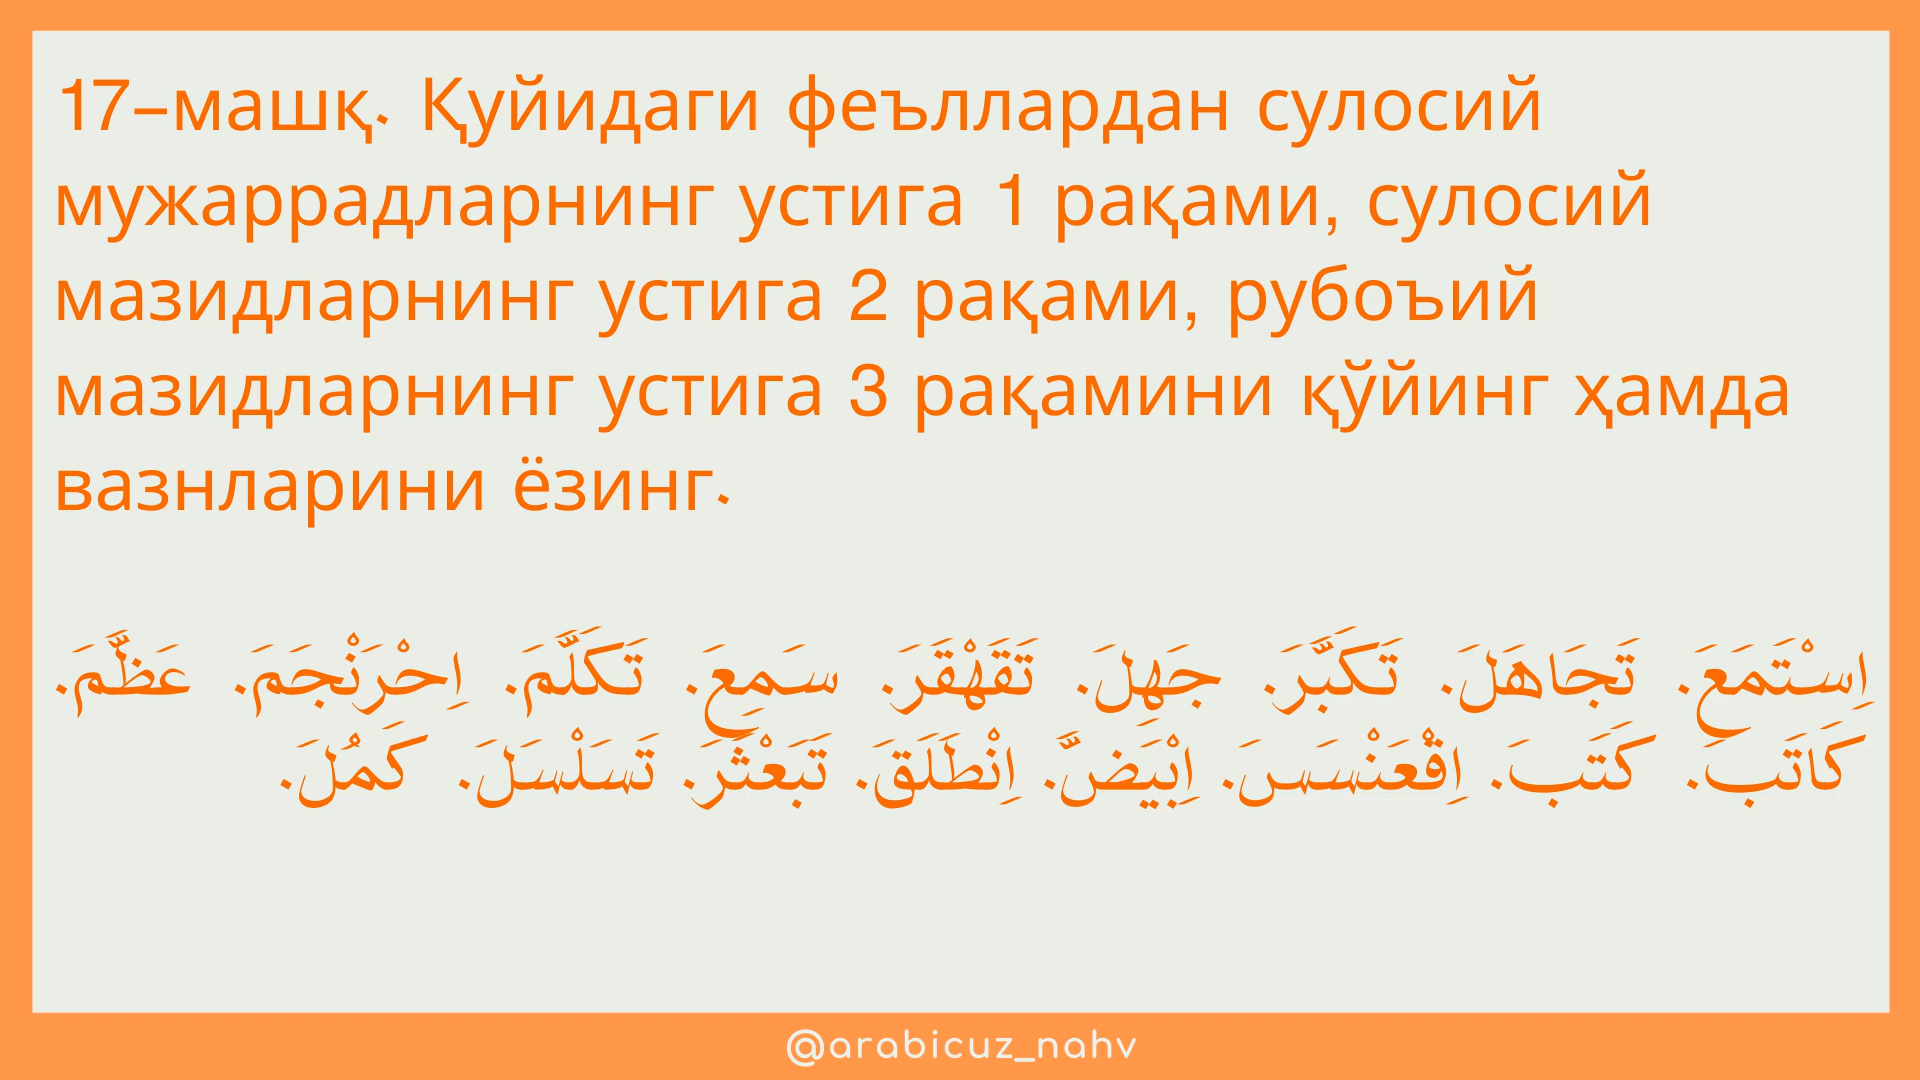 17–машқ. Қуйидаги феъллардан сулосий
мужаррадларнинг устига 1 рақами, сулосий
мазидларнинг устига 2 рақами, рубоъий
мазидларнинг устига 3 рақамини қўйинг ҳамда
вазнларини ёзинг.
اِسْتَمَعَ. تَجَاهَلَ. تَكَبَّرَ. جَهِلَ. تَقَهْقَرَ. سَمِعَ. تَكَلَّمَ. اِحْرَنْجَمَ. عَظَّمَ.
كَاتَبَ. كَتَبَ. اِقْعَنْسَسَ. اِبْيَضَّ. اِنْطَلَقَ. تَبَعْثَرَ. تَسَلْسَلَ. كَمُلَ.
@arabicuz_nahv